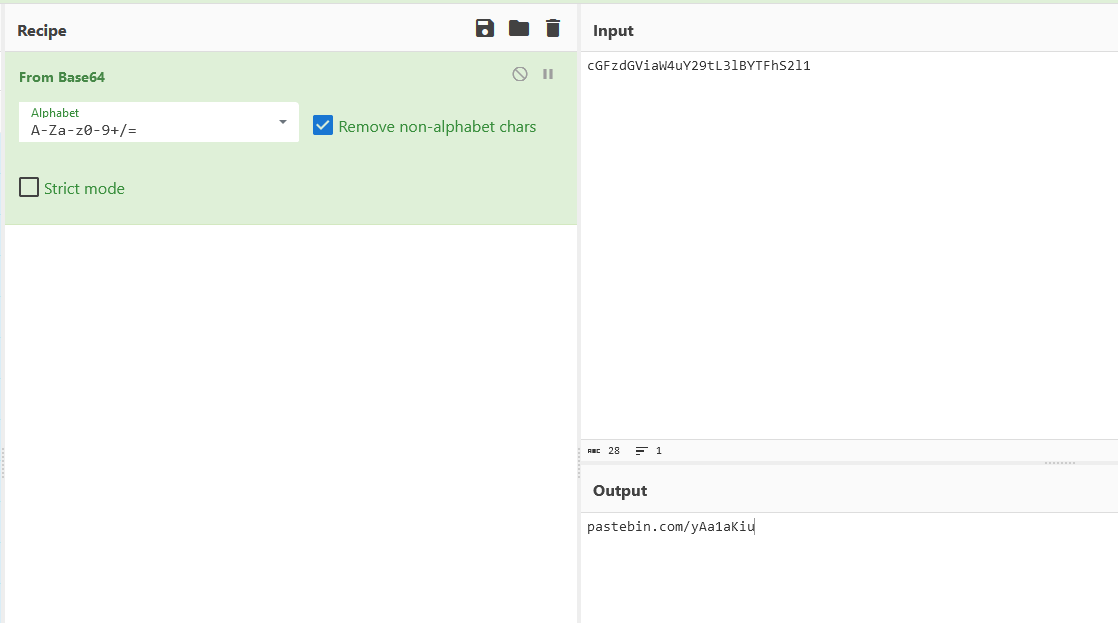 Recipe
From Base64
Alphabet
A-Za-z0-9+/=
Remove non-alphabet chars
Strict mode
Input
cGFzdGViaW4uY29tL3lBYTFhS2l1
ABC 28 1
Output
pastebin.com/yAa1aKiu